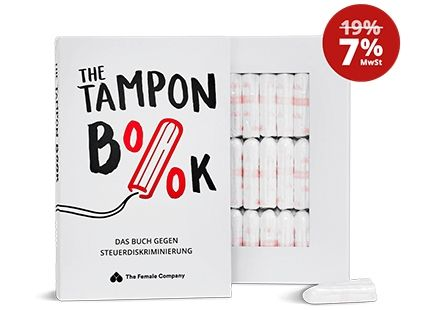 19%
7%
MwSt
THE TAMPON BOOK
THE
TAMPON
BOOK
DAS BUCH GEGEN
STEUERDISKRIMINIERUNG
The Female Company